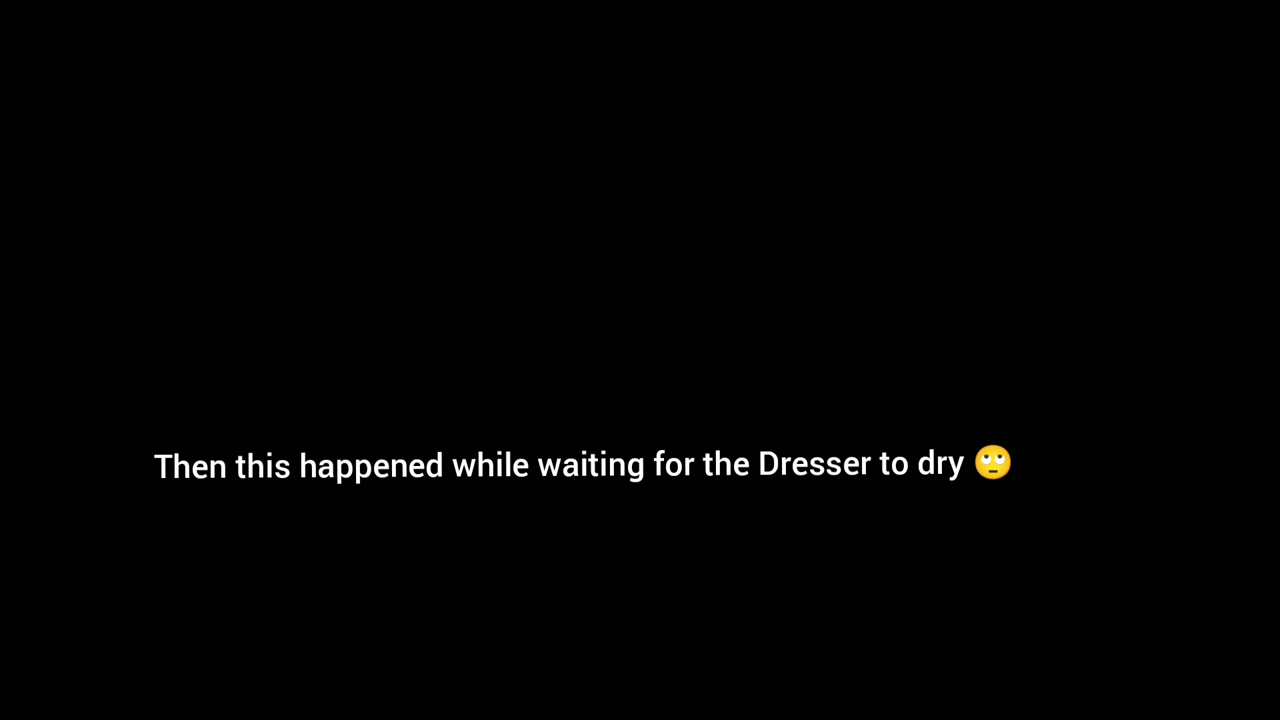 Then this happened while waiting for the Dresser to dry 🙄